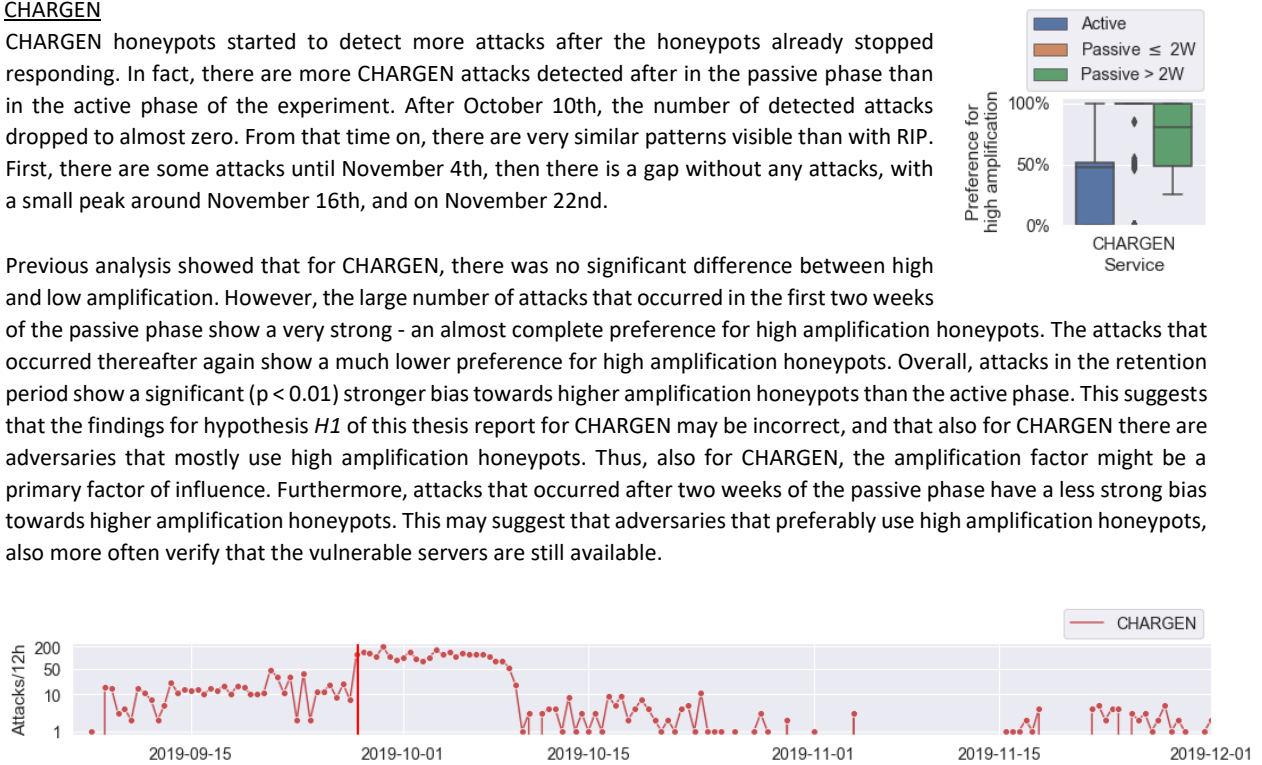 CHARGEN
CHARGEN honeypots started to detect more attacks after the honeypots already stopped
responding. In fact, there are more CHARGEN attacks detected after in the passive phase than
in the active phase of the experiment. After October 10th, the number of detected attacks
dropped to almost zero. From that time on, there are very similar patterns visible than with RIP.
First, there are some attacks until November 4th, then there is a gap without any attacks, with
a small peak around November 16th, and on November 22nd.
Active
Passive ≤ 2W
Passive > 2W
Preference for
high amplification
100%
50%
0%
CHARGEN
Service
Previous analysis showed that for CHARGEN, there was no significant difference between high
and low amplification. However, the large number of attacks that occurred in the first two weeks
of the passive phase show a very strong - an almost complete preference for high amplification honeypots. The attacks that
occurred thereafter again show a much lower preference for high amplification honeypots. Overall, attacks in the retention
period show a significant (p < 0.01) stronger bias towards higher amplification honeypots than the active phase. This suggests
that the findings for hypothesis H1 of this thesis report for CHARGEN may be incorrect, and that also for CHARGEN there are
adversaries that mostly use high amplification honeypots. Thus, also for CHARGEN, the amplification factor might be a
primary factor of influence. Furthermore, attacks that occurred after two weeks of the passive phase have a less strong bias
towards higher amplification honeypots. This may suggest that adversaries that preferably use high amplification honeypots,
also more often verify that the vulnerable servers are still available.
CHARGEN
Attacks/12h
200
50
10
1
2019-09-15 2019-10-01 2019-10-15 2019-11-01 2019-11-15 2019-12-01